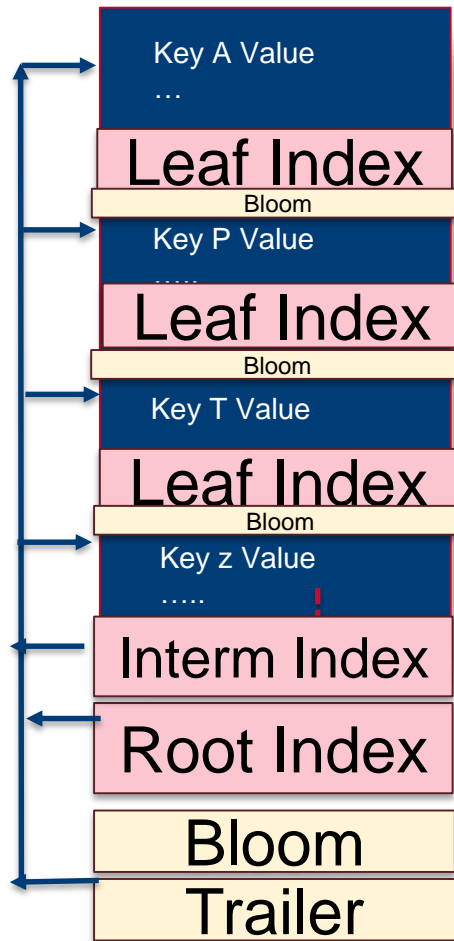 Key A Value
…
Leaf Index
Bloom
Key P Value
…..
Leaf Index
Bloom
Key T Value
Leaf Index
Bloom
Key z Value
…..
!
Interm Index
Root Index
Bloom
Trailer